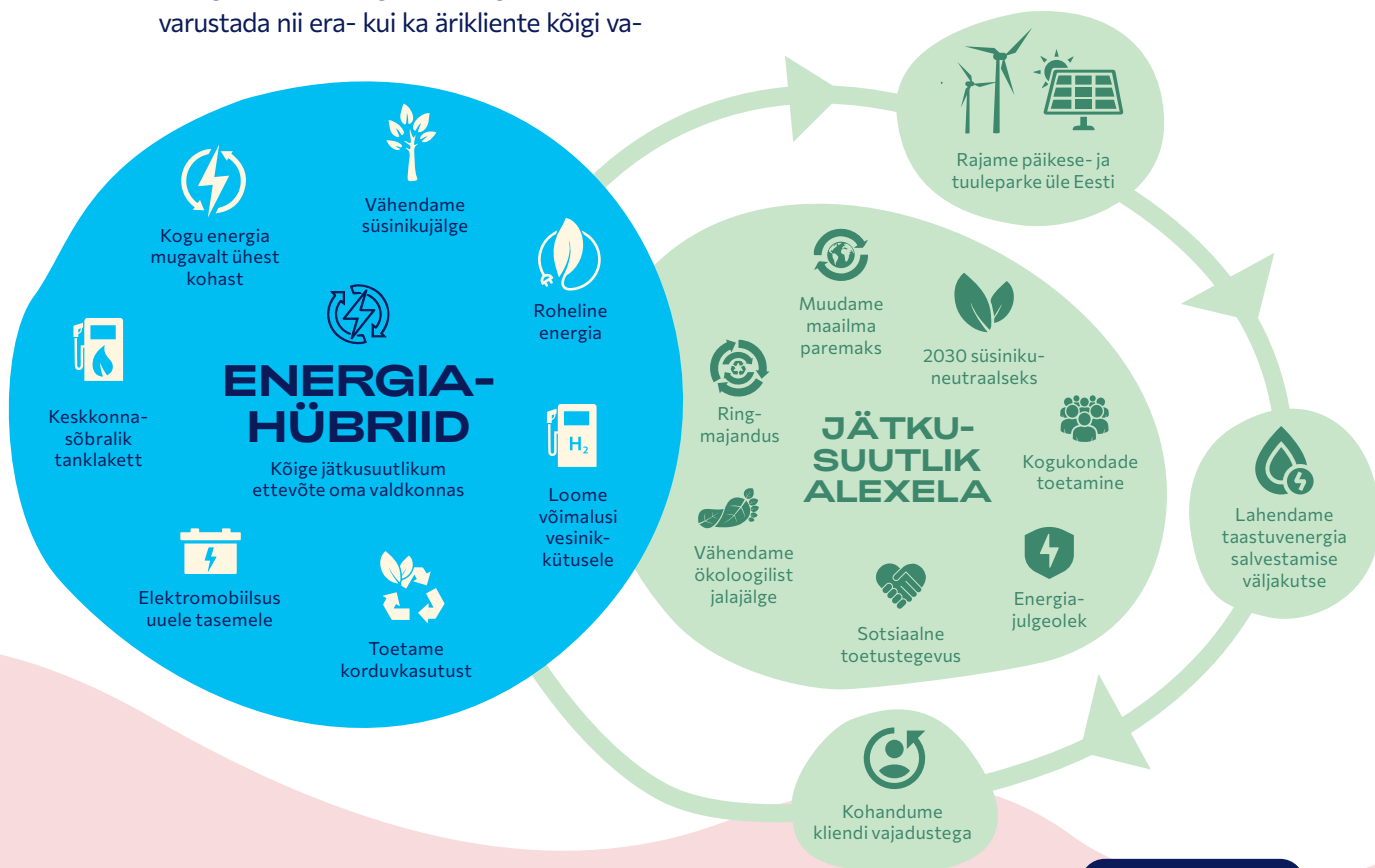 varustada nii era- kui ka ärikliente kõigi va-
Vähendame
süsinikujälge
Kogu energia
mugavalt ühest
kohast
Roheline
energia
Keskkonna-
sõbralik
tanklakett
ENERGIA-
HÜBRIID
Kõige jätkusuutlikum
ettevõte oma valdkonnas
H₂
Loome
võimalusi
vesinik-
kütusele
Elektromobiilsus
uuele tasemele
Toetame
korduvkasutust
Rajame päikese- ja
tuuleparke üle Eesti
Muudame
maailma
paremaks
2030 süsiniku-
neutraalseks
Ring-
majandus
JÄTKU-
SUUTLIK
ALEXELA
Kogukondade
toetamine
Vähendame
ökoloogilist
jalajälge
Energia-
julgeolek
Sotsiaalne
toetustegevus
Lahendame
taastuvenergia
salvestamise
väljakutse
Kohandume
kliendi vajadustega